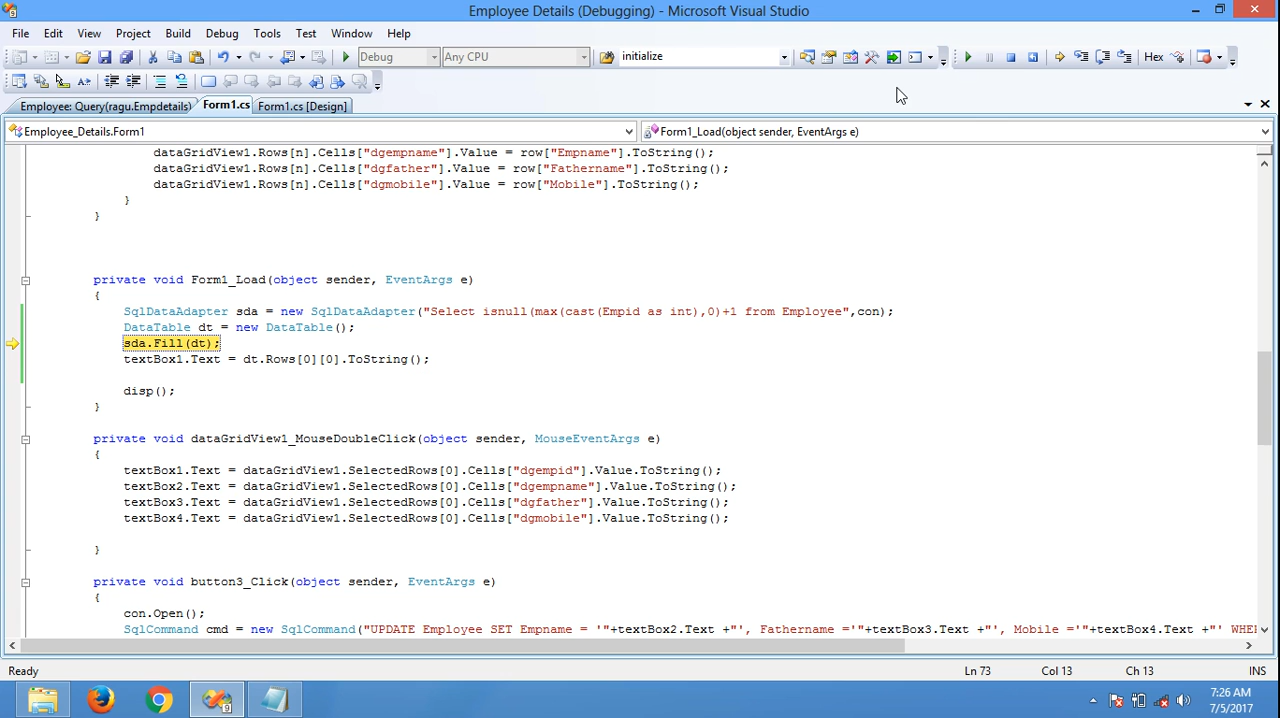 Employee Details (Debugging) - Microsoft Visual Studio
File Edit View Project Build Debug Tools Test Window Help
Debug Any CPU initialize Hex
Employee: Query(ragu.Empdetails) Form1.cs Form1.cs [Design]
Employee_Details.Form1 Form1_Load(object sender, EventArgs e)
dataGridView1.Rows[n].Cells["dgempname"].Value = row["Empname"].ToString();
dataGridView1.Rows[n].Cells["dgfather"].Value = row["Fathername"].ToString();
dataGridView1.Rows[n].Cells["dgmobile"].Value = row["Mobile"].ToString();
}
}
private void Form1_Load(object sender, EventArgs e)
{
SqlDataAdapter sda = new SqlDataAdapter("Select isnull(max(cast(Empid as int),0)+1 from Employee",con);
DataTable dt = new DataTable();
sda.Fill(dt);
textBox1.Text = dt.Rows[0][0].ToString();
disp();
}
private void dataGridView1_MouseDoubleClick(object sender, MouseEventArgs e)
{
textBox1.Text = dataGridView1.SelectedRows[0].Cells["dgempid"].Value.ToString();
textBox2.Text = dataGridView1.SelectedRows[0].Cells["dgempname"].Value.ToString();
textBox3.Text = dataGridView1.SelectedRows[0].Cells["dgfather"].Value.ToString();
textBox4.Text = dataGridView1.SelectedRows[0].Cells["dgmobile"].Value.ToString();
}
private void button3_Click(object sender, EventArgs e)
{
con.Open();
SqlCommand cmd = new SqlCommand("UPDATE Employee SET Empname = '"+textBox2.Text +"', Fathername ='"+textBox3.Text +"', Mobile ='"+textBox4.Text +"' WHE
Ready Ln 73 Col 13 Ch 13 INS
7:26 AM
7/5/2017